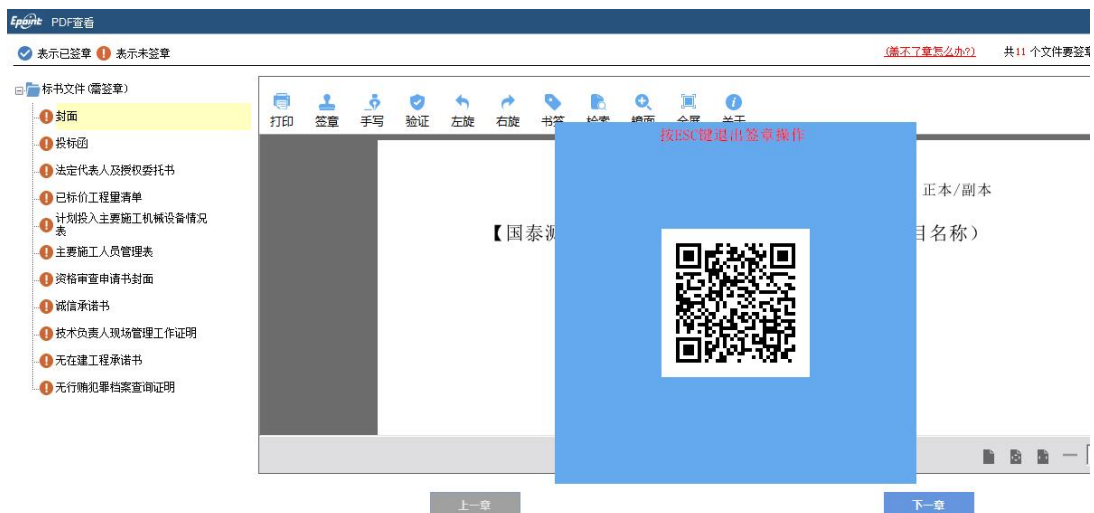 Epoint PDF查看
表示已签章 表示未签章 (盖不了章怎么办?) 共11 个文件要签章
标书文件(需签章)
封面
投标函
法定代表人及授权委托书
已标价工程量清单
计划投入主要施工机械设备情况
表
主要施工人员管理表
资格审查申请书封面
诚信承诺书
技术负责人现场管理工作证明
无在建工程承诺书
无行贿犯罪档案查询证明
打印 签章 手写 验证 左旋 右旋 书签 检索 镜面 全屏 关于
按ESC键退出签章操作
正本/副本
【国泰源 目名称）
上一章 下一章